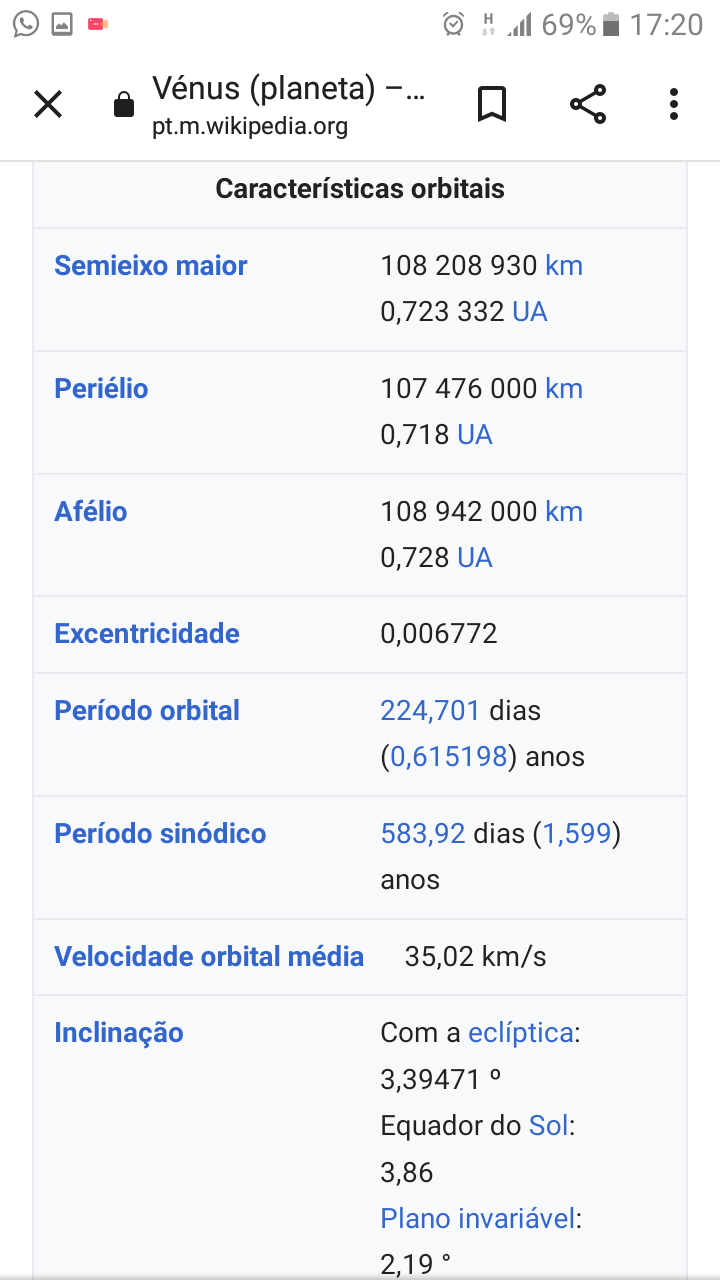 H 69% 17:20
Vénus (planeta) –...
pt.m.wikipedia.org
Características orbitais
Semieixo maior 108 208 930 km
0,723 332 UA
Periélio 107 476 000 km
0,718 UA
Afélio 108 942 000 km
0,728 UA
Excentricidade 0,006772
Período orbital 224,701 dias
(0,615198) anos
Período sinódico 583,92 dias (1,599)
anos
Velocidade orbital média 35,02 km/s
Inclinação Com a eclíptica:
3,39471 º
Equador do Sol:
3,86
Plano invariável:
2,19 °